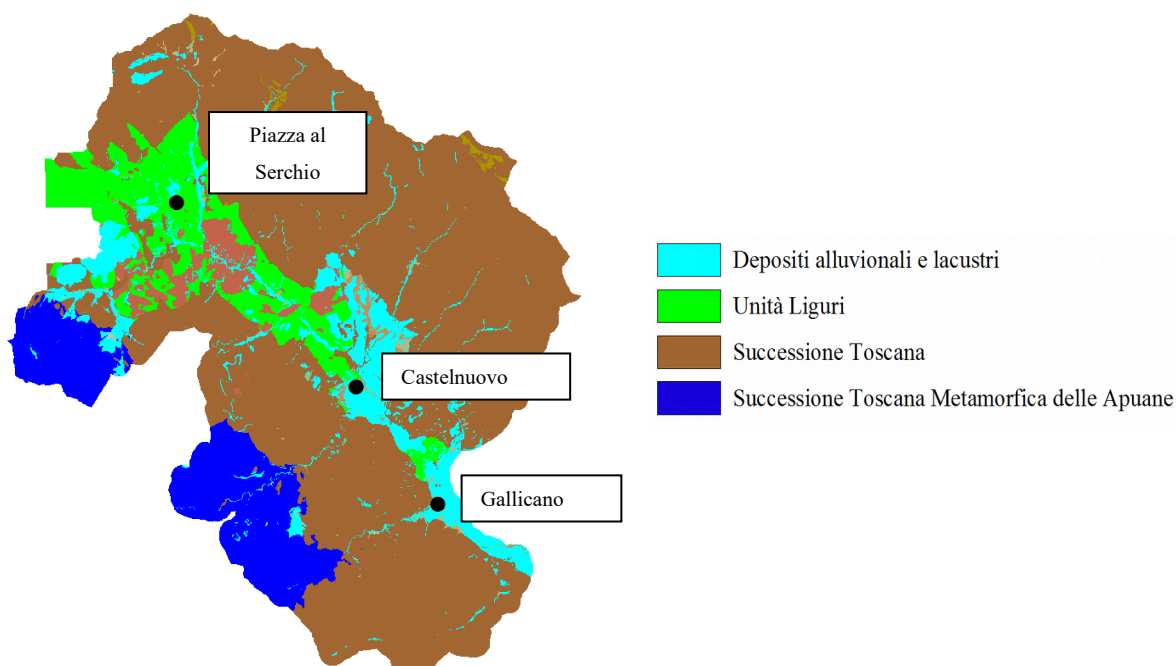 Piazza al
Serchio
Castelnuovo
Gallicano
Depositi alluvionali e lacustri
Unità Liguri
Successione Toscana
Successione Toscana Metamorfica delle Apuane